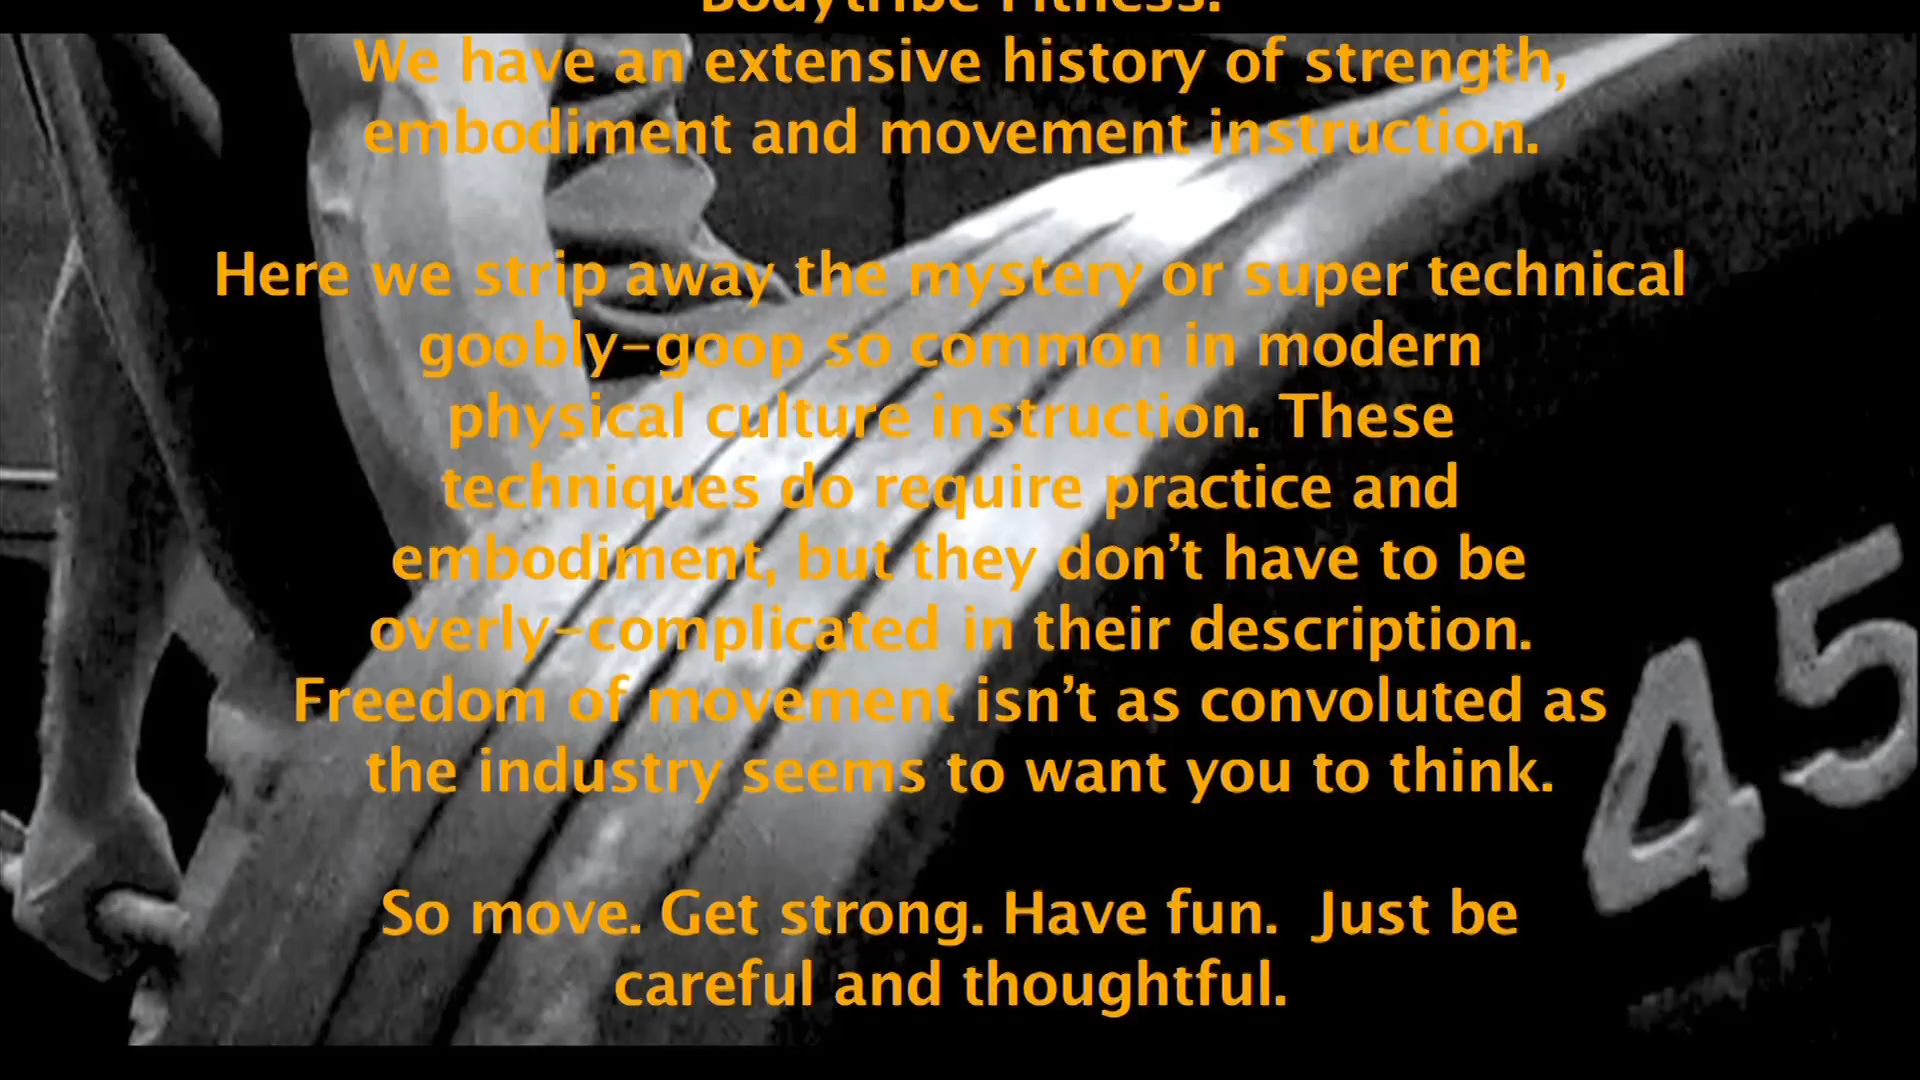 Bodytribe Fitness.
We have an extensive history of strength,
embodiment and movement instruction.
Here we strip away the mystery or super technical
goobly-goop so common in modern
physical culture instruction. These
techniques do require practice and
embodiment, but they don't have to be
overly-complicated in their description.
Freedom of movement isn't as convoluted as
the industry seems to want you to think.
So move. Get strong. Have fun.  Just be
careful and thoughtful.
45